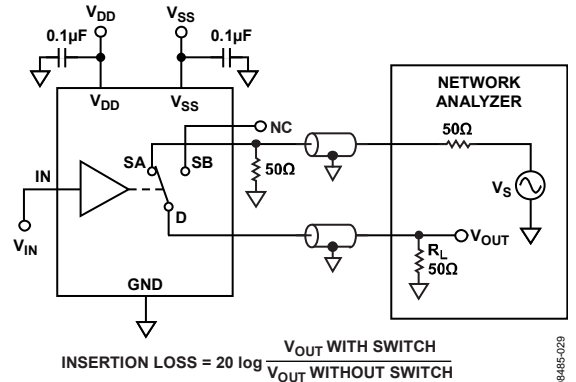 VDD
VSS
0.1µF
0.1µF
VDD
VSS
NC
SA
SB
IN
50Ω
D
VIN
GND
NETWORK
ANALYZER
50Ω
VS
VOUT
RL
50Ω
INSERTION LOSS = 20 log VOUT WITH SWITCH
VOUT WITHOUT SWITCH
8485-029